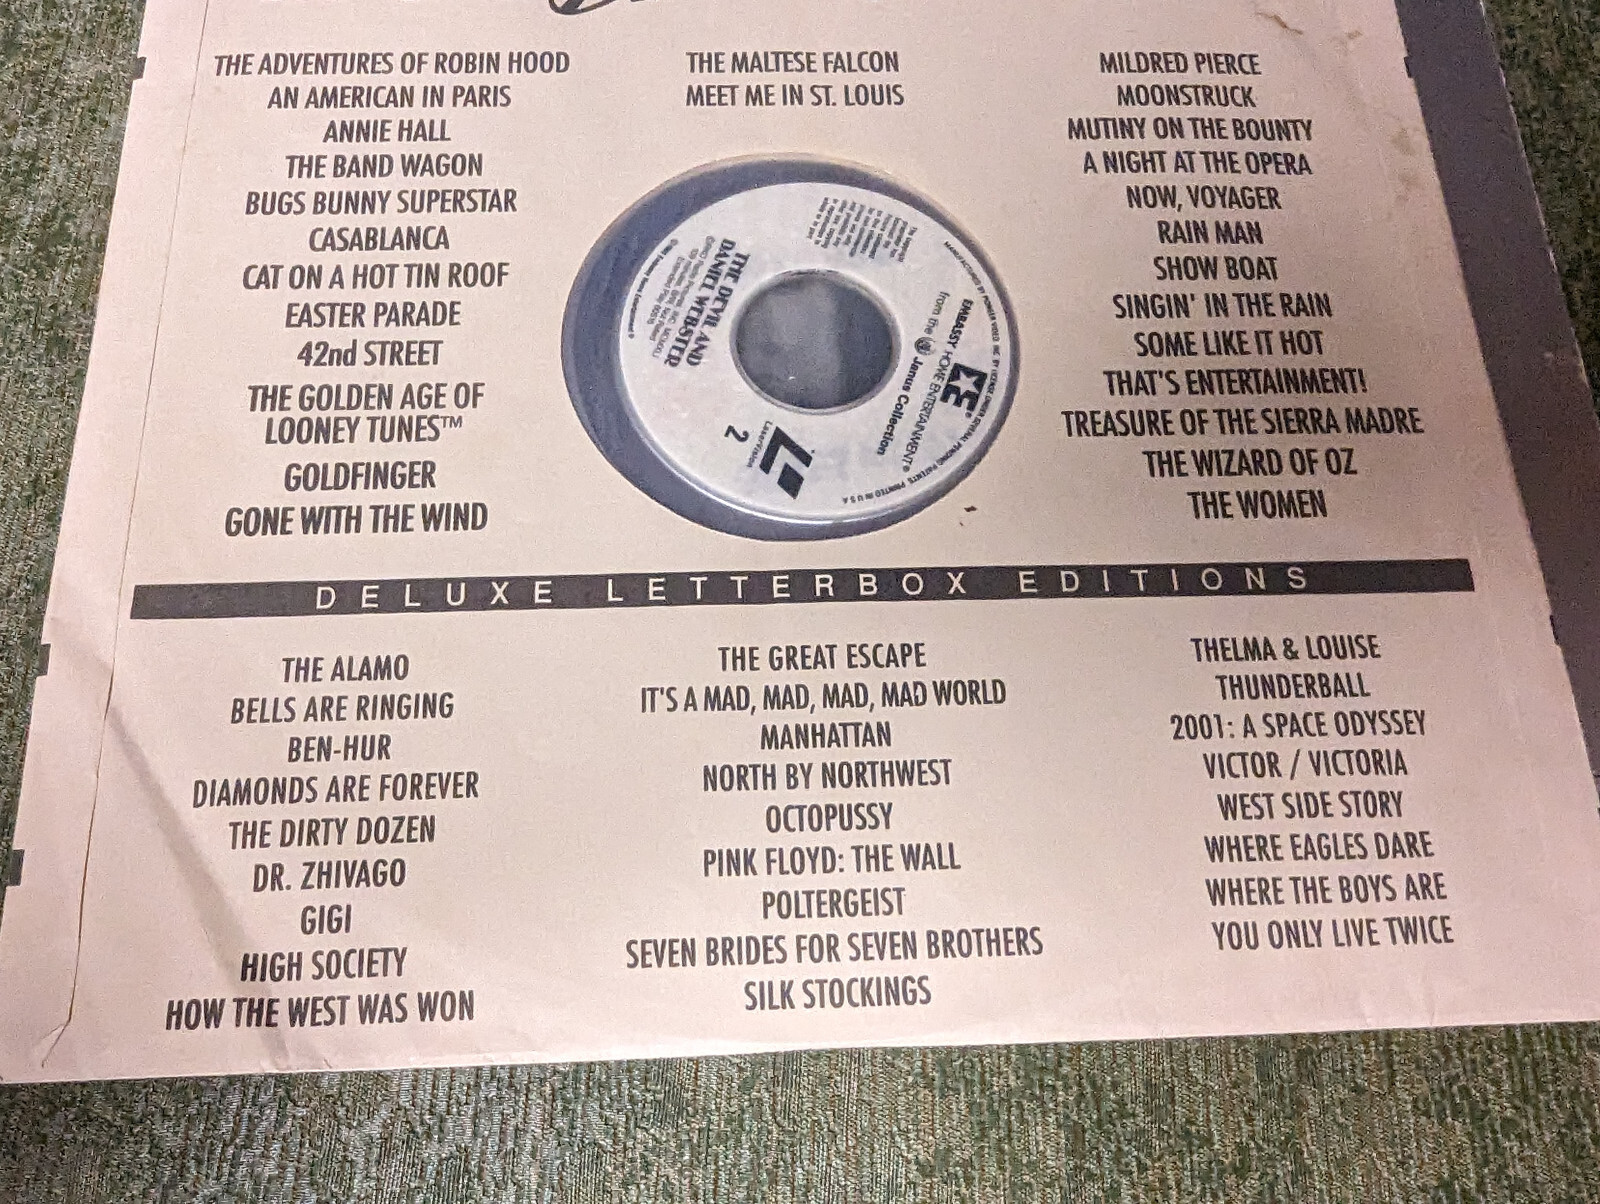 THE ADVENTURES OF ROBIN HOOD
AN AMERICAN IN PARIS
ANNIE HALL
THE BAND WAGON
BUGS BUNNY SUPERSTAR
CASABLANCA
CAT ON A HOT TIN ROOF
EASTER PARADE
42nd STREET
THE GOLDEN AGE OF
LOONEY TUNES™
GOLDFINGER
GONE WITH THE WIND
THE MALTESE FALCON
MEET ME IN ST. LOUIS
THE DEVIL AND
DANIEL WEBSTER
EMBASSY HOME ENTERTAINMENT®
from the Janus Collection
LaserVision
2
MILDRED PIERCE
MOONSTRUCK
MUTINY ON THE BOUNTY
A NIGHT AT THE OPERA
NOW, VOYAGER
RAIN MAN
SHOW BOAT
SINGIN' IN THE RAIN
SOME LIKE IT HOT
THAT'S ENTERTAINMENT!
TREASURE OF THE SIERRA MADRE
THE WIZARD OF OZ
THE WOMEN
DELUXE LETTERBOX EDITIONS
THE ALAMO
BELLS ARE RINGING
BEN-HUR
DIAMONDS ARE FOREVER
THE DIRTY DOZEN
DR. ZHIVAGO
GIGI
HIGH SOCIETY
HOW THE WEST WAS WON
THE GREAT ESCAPE
IT'S A MAD, MAD, MAD, MAD WORLD
MANHATTAN
NORTH BY NORTHWEST
OCTOPUSSY
PINK FLOYD: THE WALL
POLTERGEIST
SEVEN BRIDES FOR SEVEN BROTHERS
SILK STOCKINGS
THELMA & LOUISE
THUNDERBALL
2001: A SPACE ODYSSEY
VICTOR / VICTORIA
WEST SIDE STORY
WHERE EAGLES DARE
WHERE THE BOYS ARE
YOU ONLY LIVE TWICE